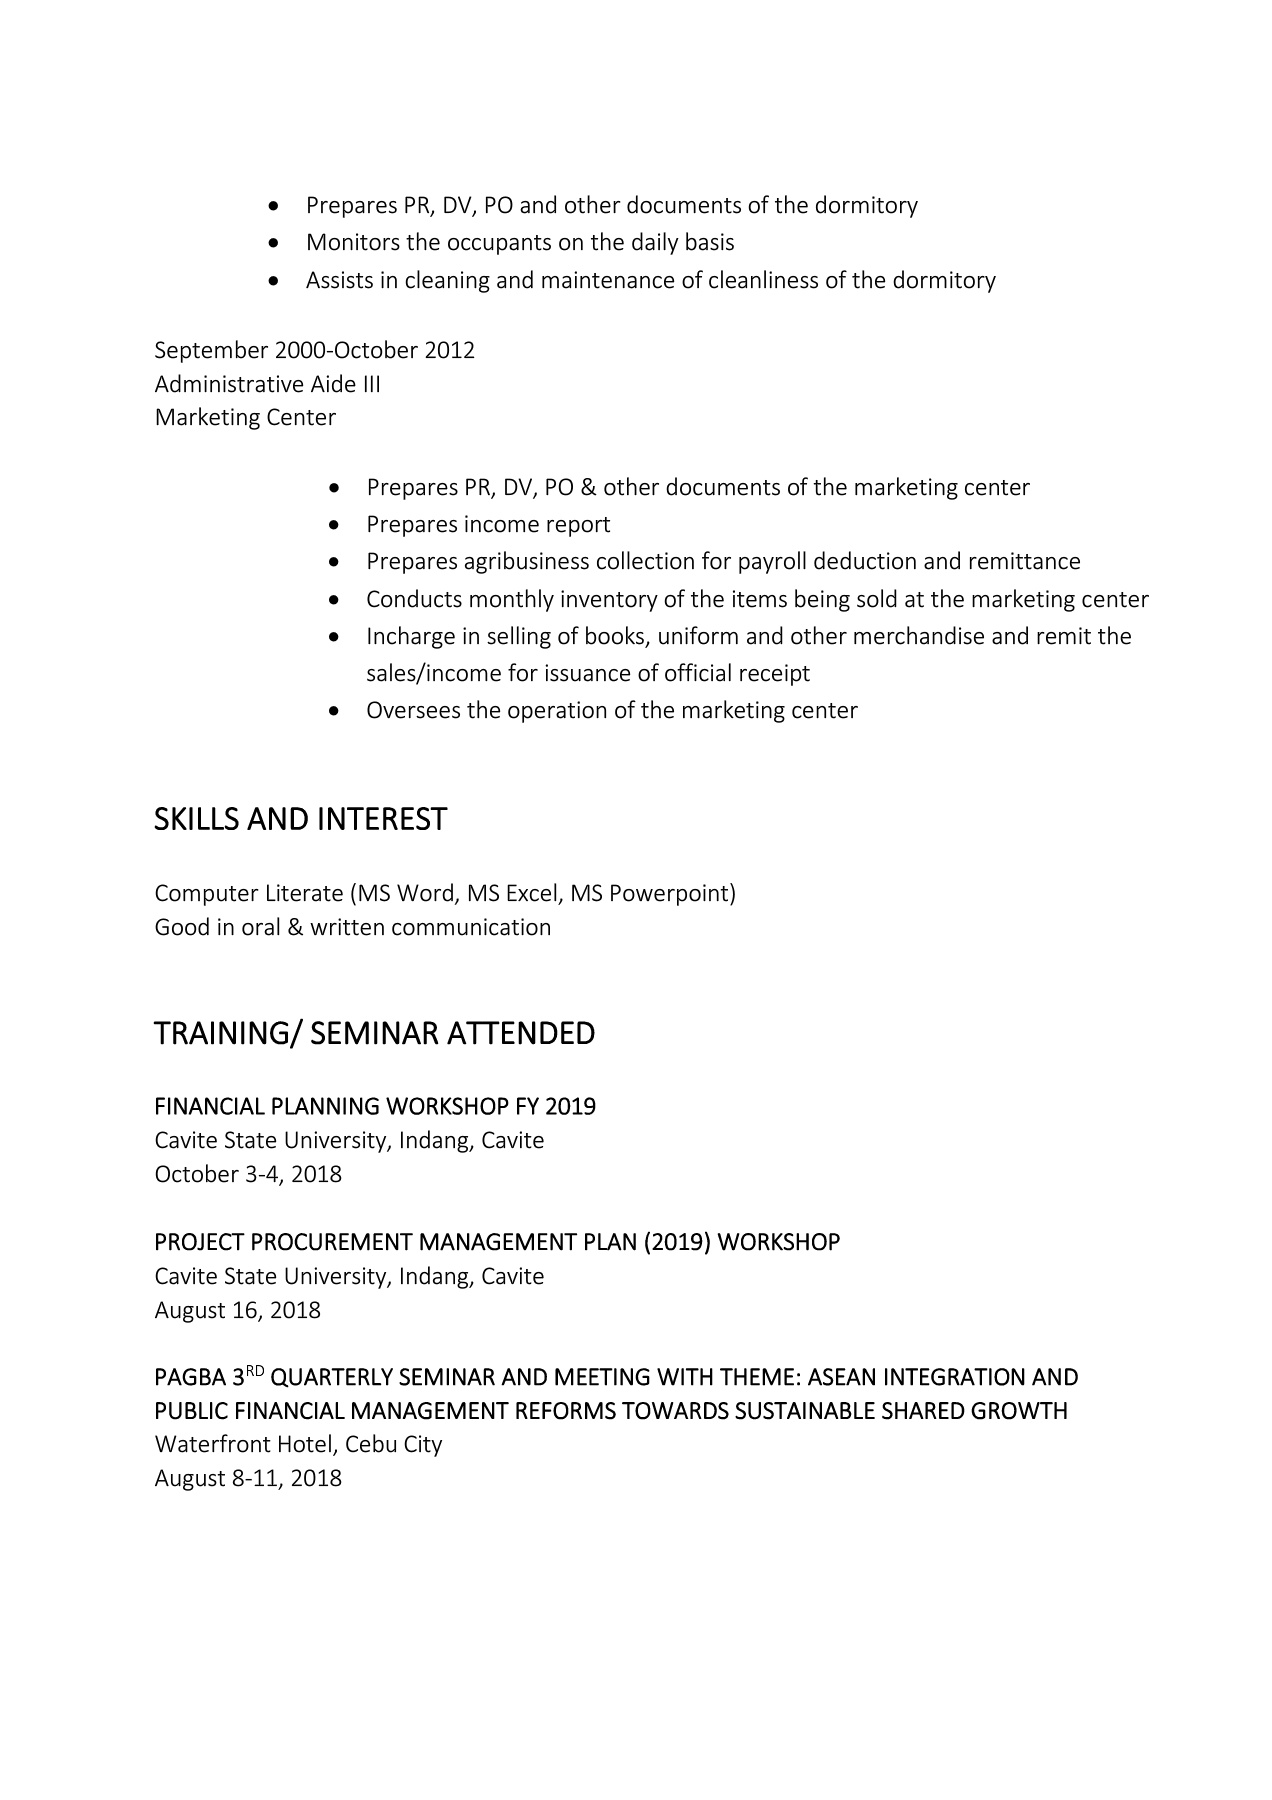 • Prepares PR, DV, PO and other documents of the dormitory
• Monitors the occupants on the daily basis
• Assists in cleaning and maintenance of cleanliness of the dormitory
September 2000-October 2012
Administrative Aide III
Marketing Center
• Prepares PR, DV, PO & other documents of the marketing center
• Prepares income report
• Prepares agribusiness collection for payroll deduction and remittance
• Conducts monthly inventory of the items being sold at the marketing center
• Incharge in selling of books, uniform and other merchandise and remit the
sales/income for issuance of official receipt
• Oversees the operation of the marketing center
SKILLS AND INTEREST
Computer Literate (MS Word, MS Excel, MS Powerpoint)
Good in oral & written communication
TRAINING/ SEMINAR ATTENDED
FINANCIAL PLANNING WORKSHOP FY 2019
Cavite State University, Indang, Cavite
October 3-4, 2018
PROJECT PROCUREMENT MANAGEMENT PLAN (2019) WORKSHOP
Cavite State University, Indang, Cavite
August 16, 2018
PAGBA 3RD QUARTERLY SEMINAR AND MEETING WITH THEME: ASEAN INTEGRATION AND
PUBLIC FINANCIAL MANAGEMENT REFORMS TOWARDS SUSTAINABLE SHARED GROWTH
Waterfront Hotel, Cebu City
August 8-11, 2018